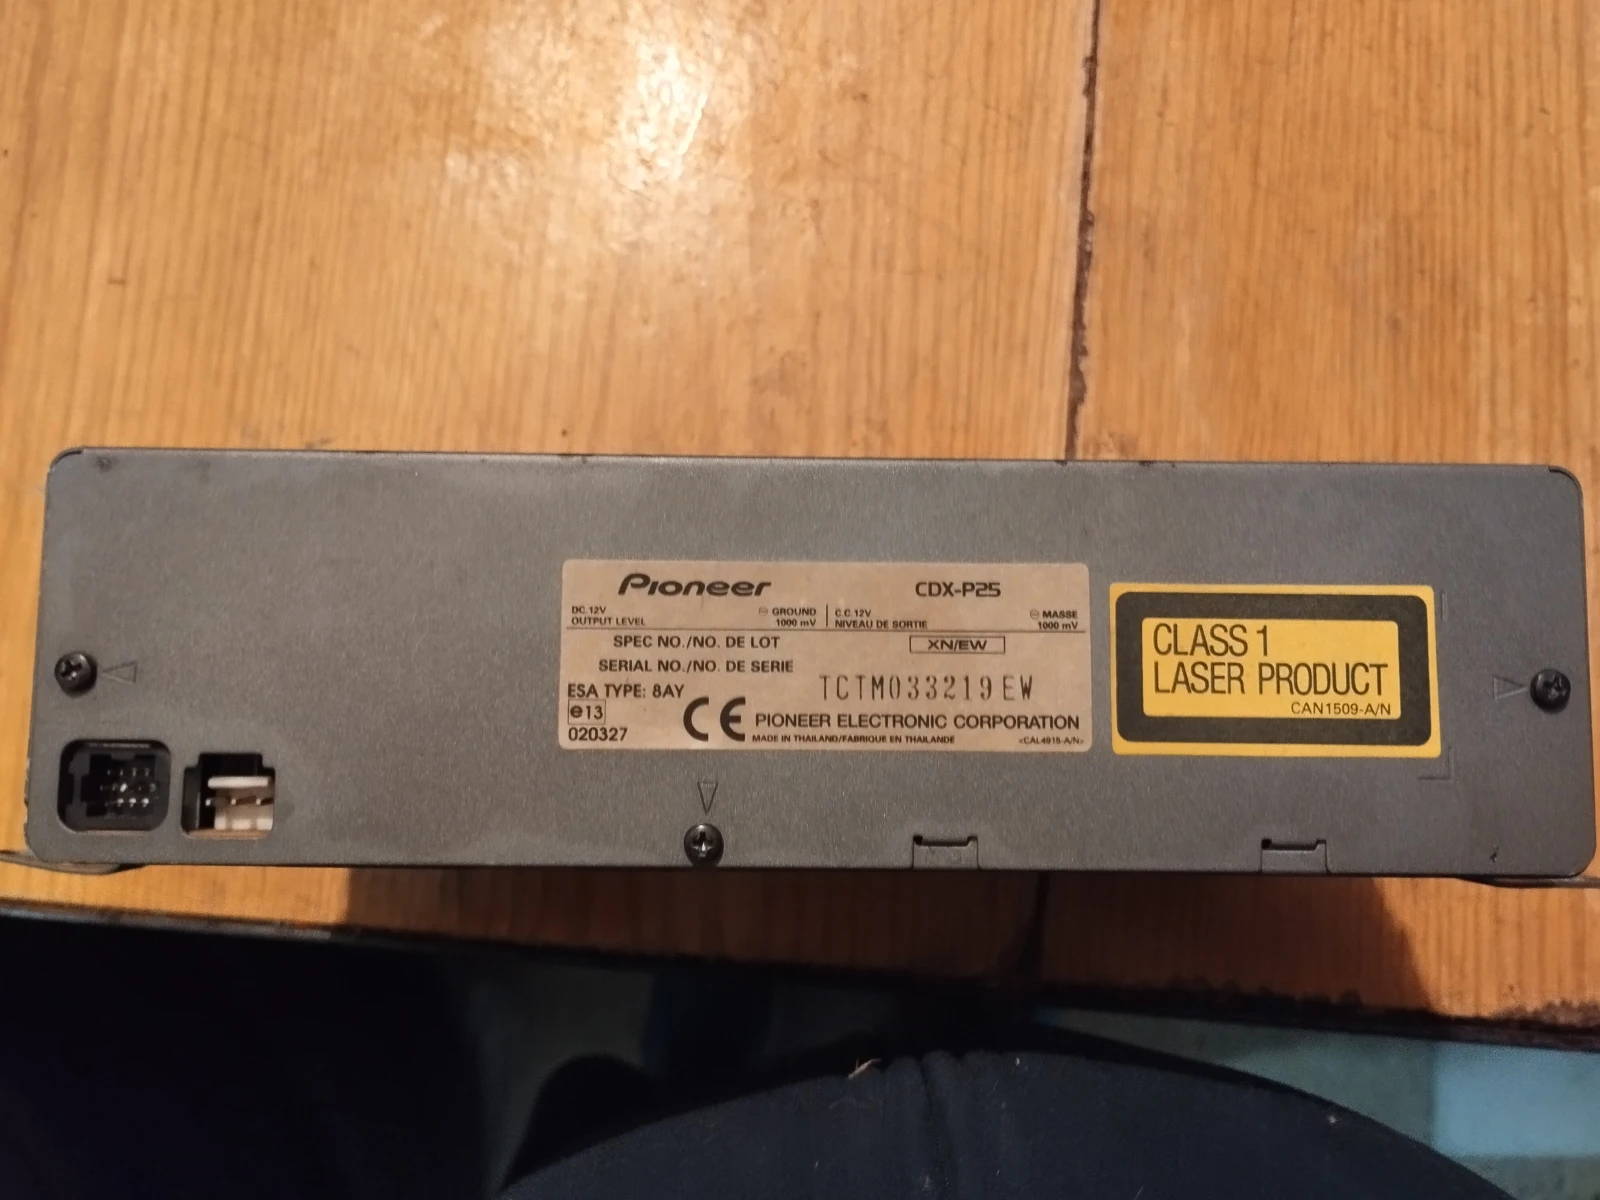 Pioneer CDX-P25
DC 12V ⊖ GROUND C.C. 12V ⊖ MASSE
OUTPUT LEVEL 1000 mV NIVEAU DE SORTIE 1000 mV
SPEC NO./NO. DE LOT XN/EW
SERIAL NO./NO. DE SERIE TCTM033219EW
ESA TYPE: 8AY
e13
020327
CE PIONEER ELECTRONIC CORPORATION
MADE IN THAILAND/FABRIQUE EN THAILANDE <CAL4915-A/N>
CLASS 1
LASER PRODUCT
CAN1509-A/N